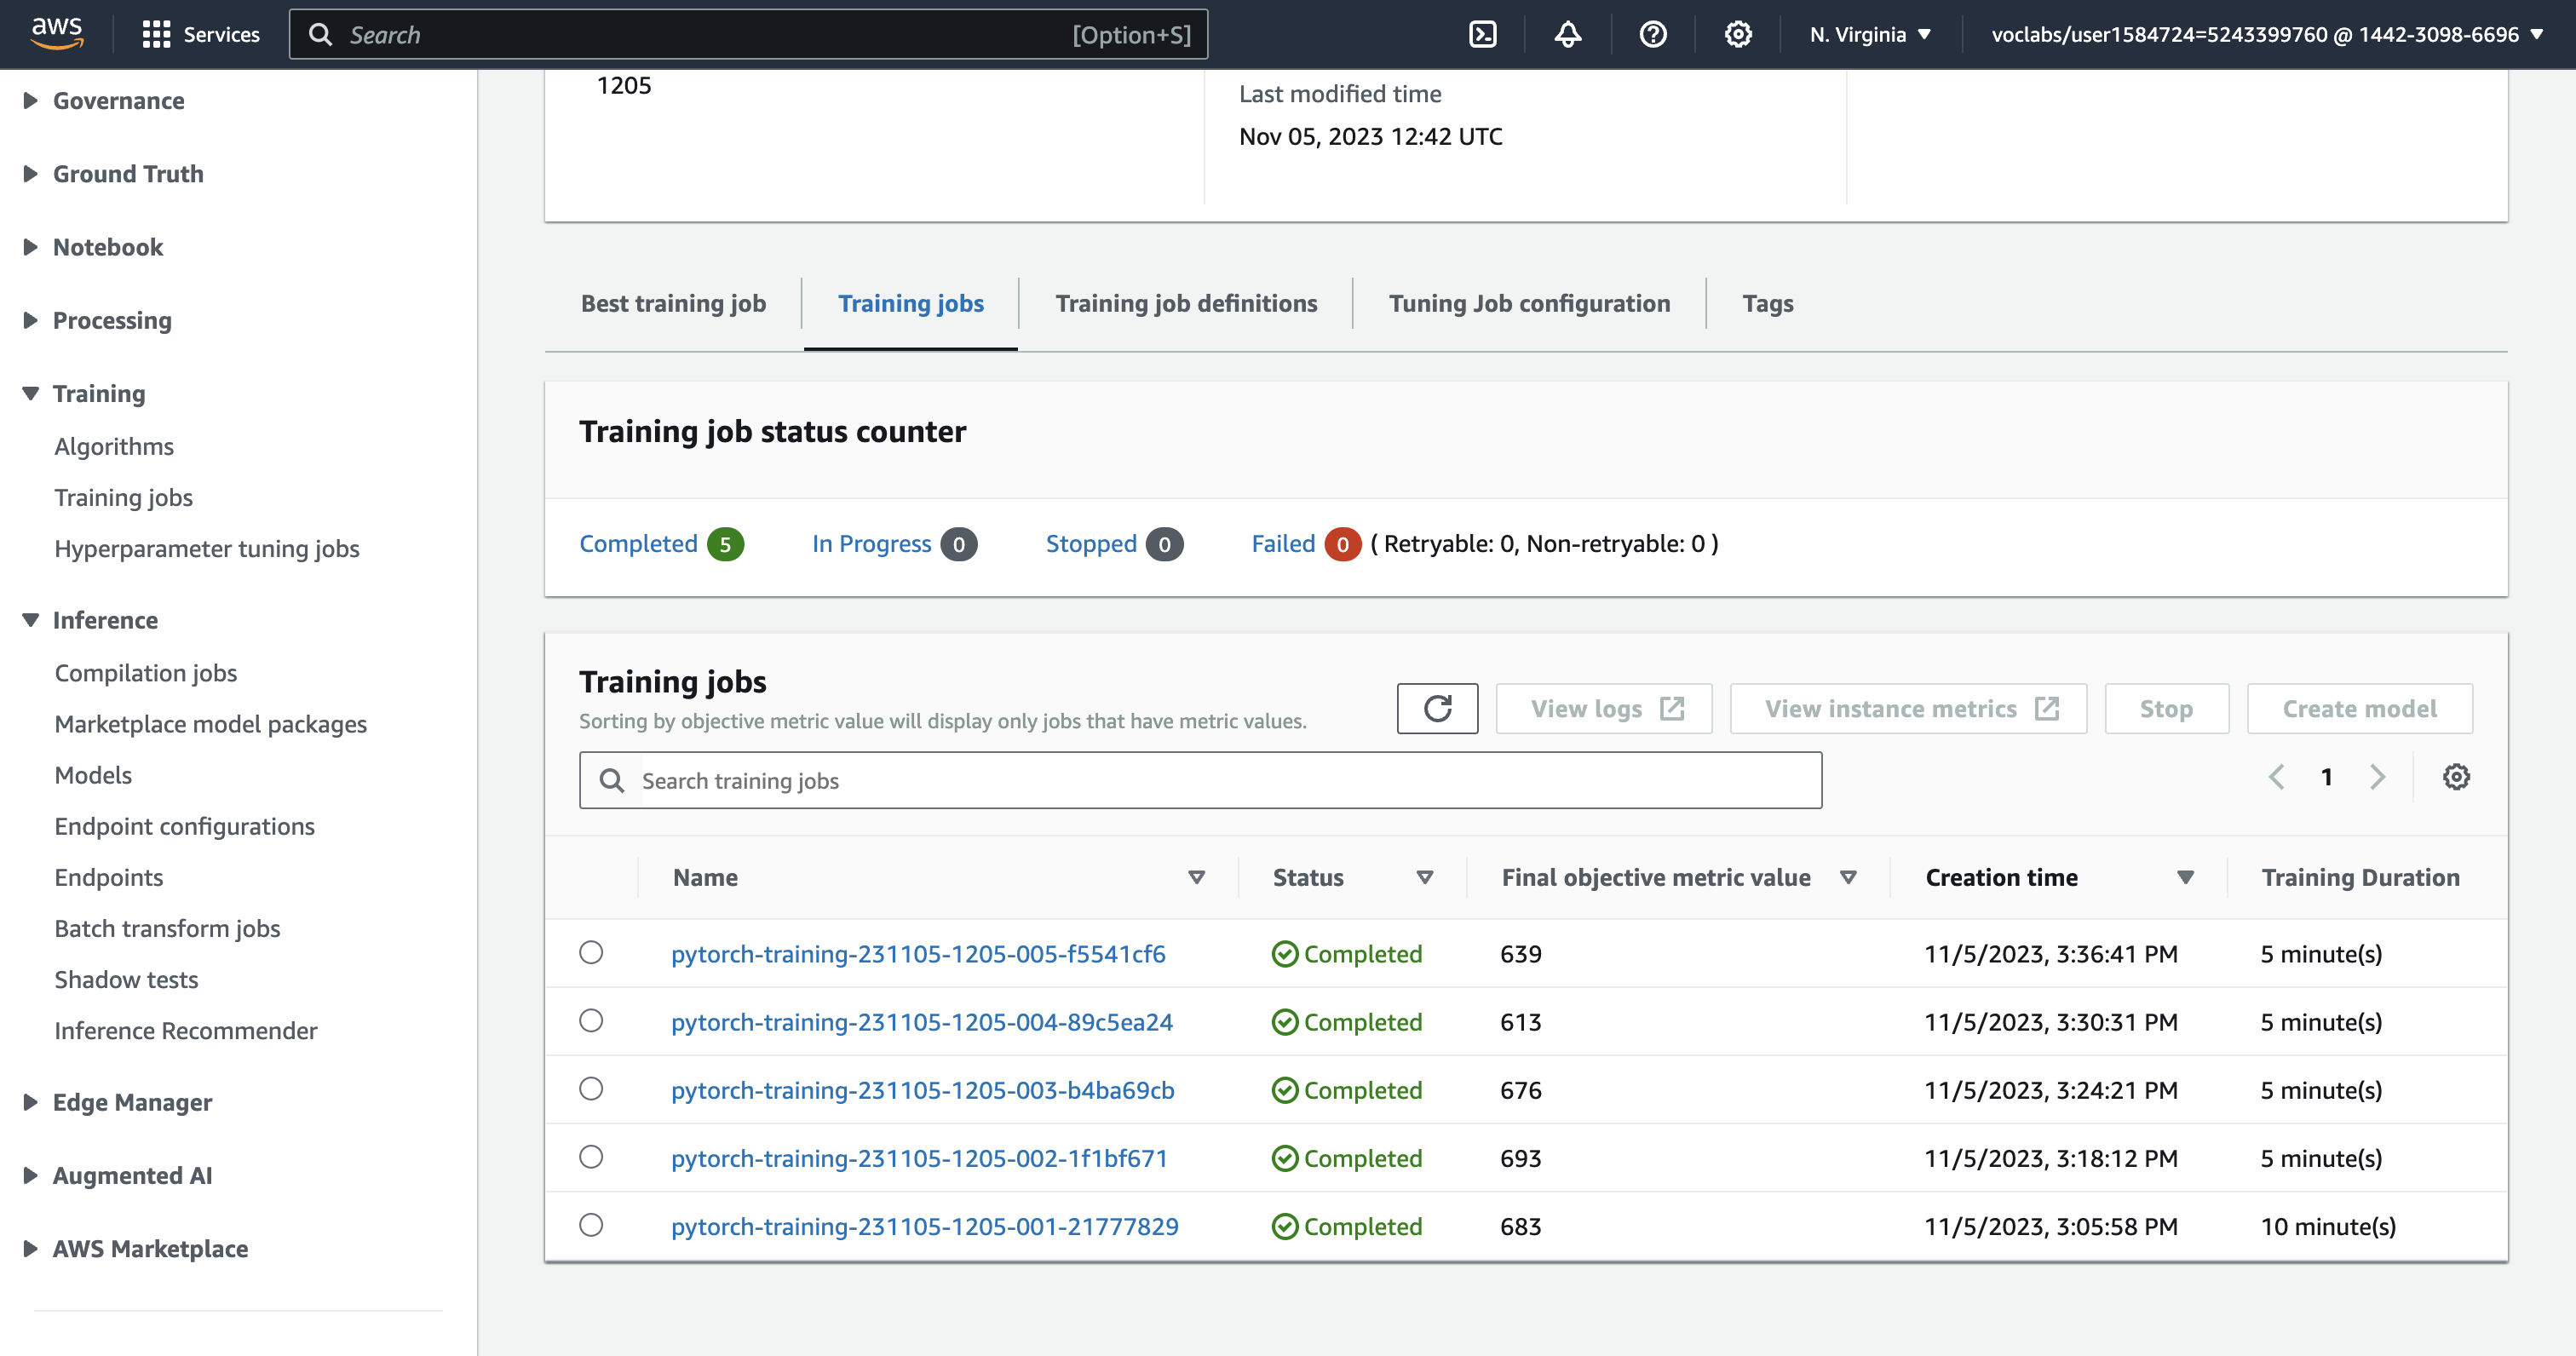 aws
Services
Search
[Option+S]
N. Virginia
voclabs/user1584724=5243399760 @ 1442-3098-6696
Governance
Ground Truth
Notebook
Processing
Training
Algorithms
Training jobs
Hyperparameter tuning jobs
Inference
Compilation jobs
Marketplace model packages
Models
Endpoint configurations
Endpoints
Batch transform jobs
Shadow tests
Inference Recommender
Edge Manager
Augmented AI
AWS Marketplace
1205
Last modified time
Nov 05, 2023 12:42 UTC
Best training job
Training jobs
Training job definitions
Tuning Job configuration
Tags
Training job status counter
Completed 5 In Progress 0 Stopped 0 Failed 0 ( Retryable: 0, Non-retryable: 0 )
Training jobs
Sorting by objective metric value will display only jobs that have metric values.
View logs
View instance metrics
Stop
Create model
Search training jobs
1
Name Status Final objective metric value Creation time Training Duration
pytorch-training-231105-1205-005-f5541cf6 Completed 639 11/5/2023, 3:36:41 PM 5 minute(s)
pytorch-training-231105-1205-004-89c5ea24 Completed 613 11/5/2023, 3:30:31 PM 5 minute(s)
pytorch-training-231105-1205-003-b4ba69cb Completed 676 11/5/2023, 3:24:21 PM 5 minute(s)
pytorch-training-231105-1205-002-1f1bf671 Completed 693 11/5/2023, 3:18:12 PM 5 minute(s)
pytorch-training-231105-1205-001-21777829 Completed 683 11/5/2023, 3:05:58 PM 10 minute(s)